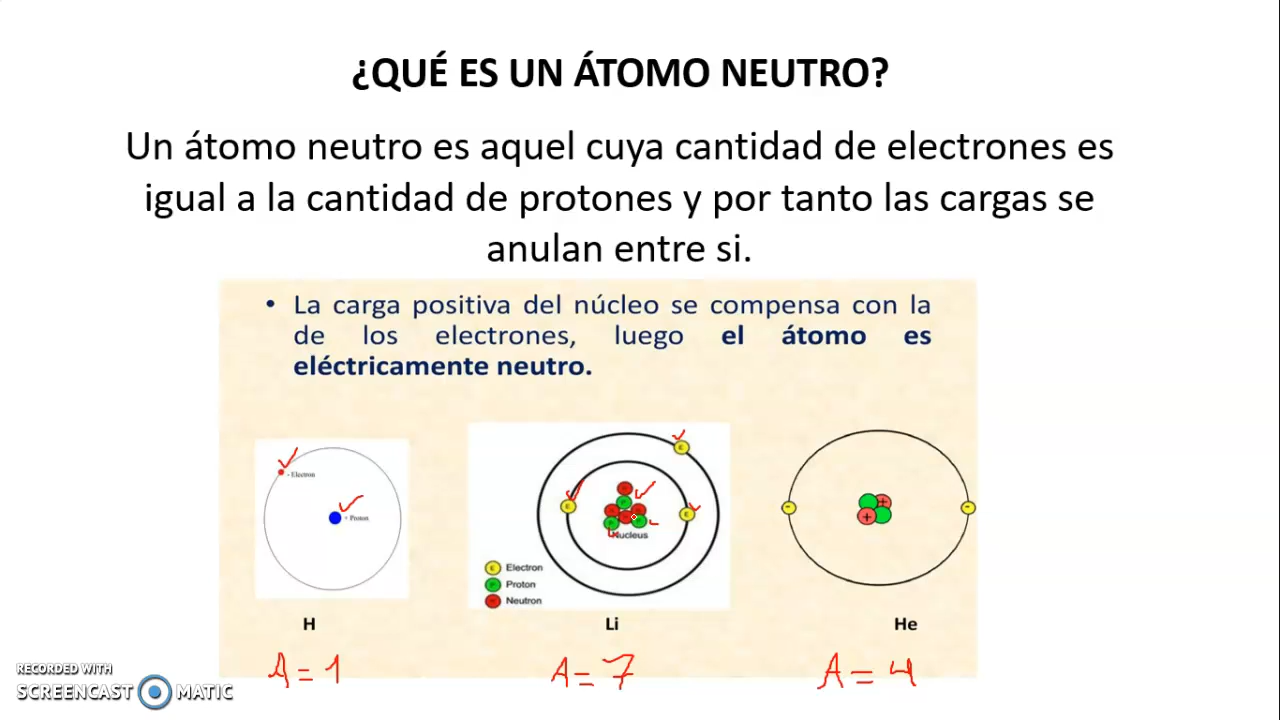 ¿QUÉ ES UN ÁTOMO NEUTRO?
Un átomo neutro es aquel cuya cantidad de electrones es
igual a la cantidad de protones y por tanto las cargas se
anulan entre si.
• La carga positiva del núcleo se compensa con la
de los electrones, luego el átomo es
eléctricamente neutro.
- Electron
+ Proton
E
E
E
Nucleus
Electron
Proton
Neutron
-
-
+
+
H
Li
He
A = 1
A = 7
A = 4
RECORDED WITH
SCREENCAST MATIC